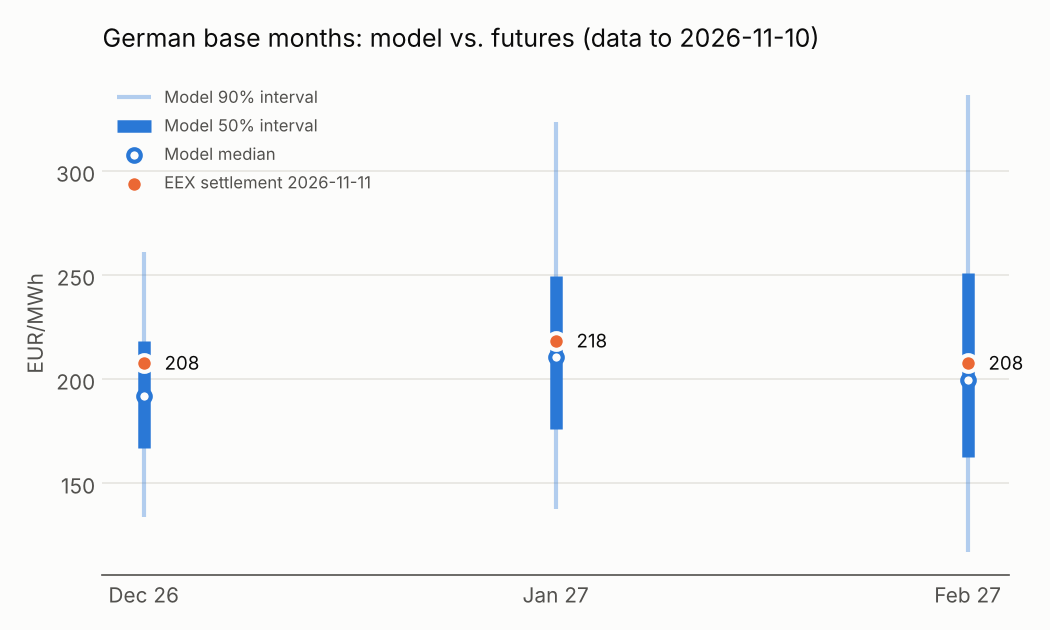 German base months: model vs. futures (data to 2026-11-10)
Model 90% interval
Model 50% interval
Model median
EEX settlement 2026-11-11
300
250
200
150
EUR/MWh
208
218
208
Dec 26
Jan 27
Feb 27